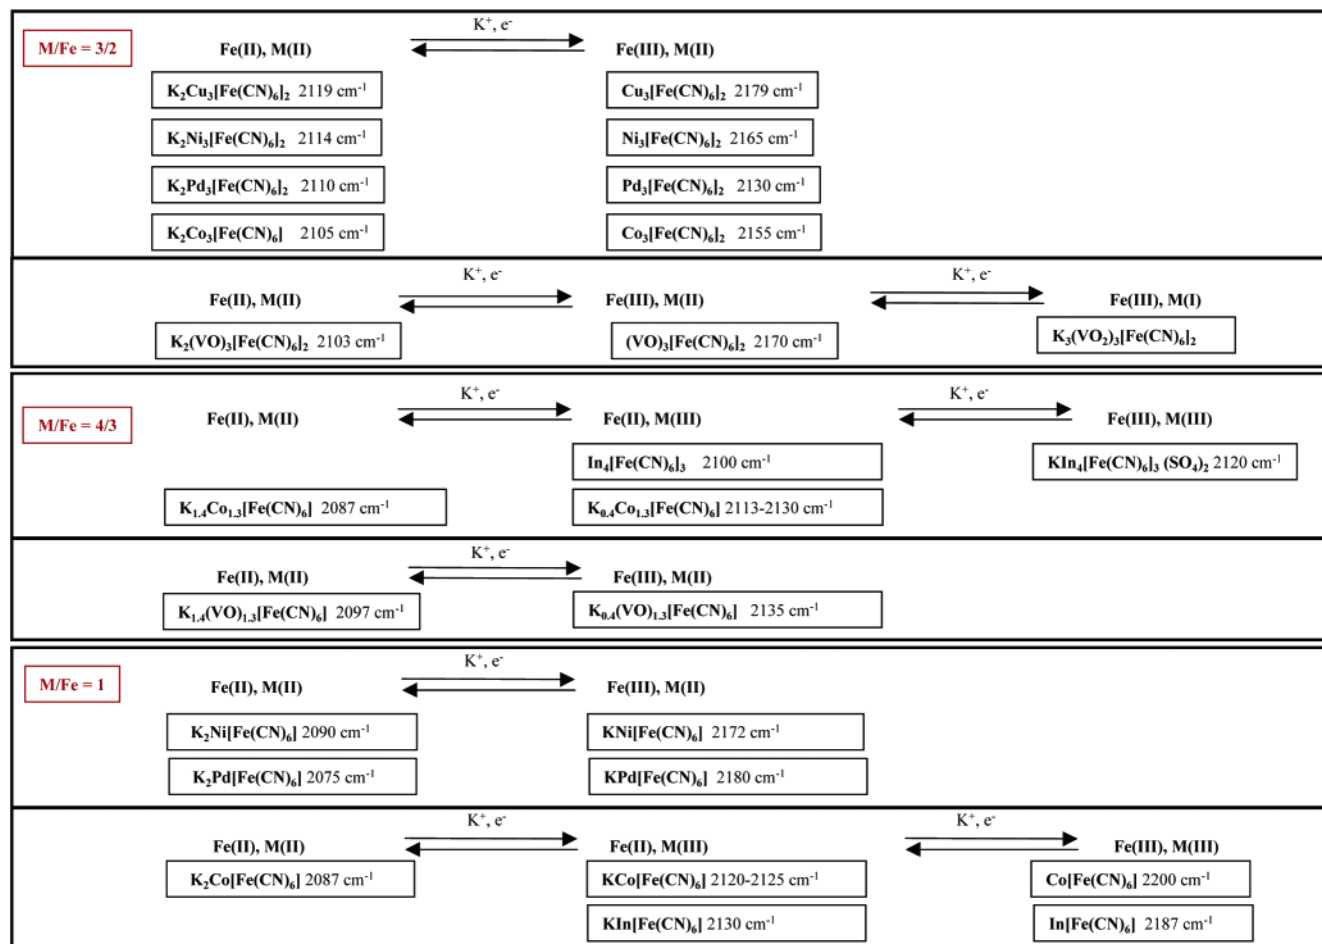 K⁺, e⁻
M/Fe = 3/2 Fe(II), M(II) Fe(III), M(II)
K₂Cu₃[Fe(CN)₆]₂ 2119 cm⁻¹ Cu₃[Fe(CN)₆]₂ 2179 cm⁻¹
K₂Ni₃[Fe(CN)₆]₂ 2114 cm⁻¹ Ni₃[Fe(CN)₆]₂ 2165 cm⁻¹
K₂Pd₃[Fe(CN)₆]₂ 2110 cm⁻¹ Pd₃[Fe(CN)₆]₂ 2130 cm⁻¹
K₂Co₃[Fe(CN)₆] 2105 cm⁻¹ Co₃[Fe(CN)₆]₂ 2155 cm⁻¹
K⁺, e⁻ K⁺, e⁻
Fe(II), M(II) Fe(III), M(II) Fe(III), M(I)
K₂(VO)₃[Fe(CN)₆]₂ 2103 cm⁻¹ (VO)₃[Fe(CN)₆]₂ 2170 cm⁻¹ K₃(VO₂)₃[Fe(CN)₆]₂
K⁺, e⁻ K⁺, e⁻
M/Fe = 4/3 Fe(II), M(II) Fe(II), M(III) Fe(III), M(III)
In₄[Fe(CN)₆]₃ 2100 cm⁻¹ KIn₄[Fe(CN)₆]₃ (SO₄)₂ 2120 cm⁻¹
K₁.₄Co₁.₃[Fe(CN)₆] 2087 cm⁻¹ K₀.₄Co₁.₃[Fe(CN)₆] 2113-2130 cm⁻¹
K⁺, e⁻
Fe(II), M(II) Fe(III), M(II)
K₁.₄(VO)₁.₃[Fe(CN)₆] 2097 cm⁻¹ K₀.₄(VO)₁.₃[Fe(CN)₆] 2135 cm⁻¹
K⁺, e⁻
M/Fe = 1 Fe(II), M(II) Fe(III), M(II)
K₂Ni[Fe(CN)₆] 2090 cm⁻¹ KNi[Fe(CN)₆] 2172 cm⁻¹
K₂Pd[Fe(CN)₆] 2075 cm⁻¹ KPd[Fe(CN)₆] 2180 cm⁻¹
K⁺, e⁻ K⁺, e⁻
Fe(II), M(II) Fe(II), M(III) Fe(III), M(III)
K₂Co[Fe(CN)₆] 2087 cm⁻¹ KCo[Fe(CN)₆] 2120-2125 cm⁻¹ Co[Fe(CN)₆] 2200 cm⁻¹
KIn[Fe(CN)₆] 2130 cm⁻¹ In[Fe(CN)₆] 2187 cm⁻¹